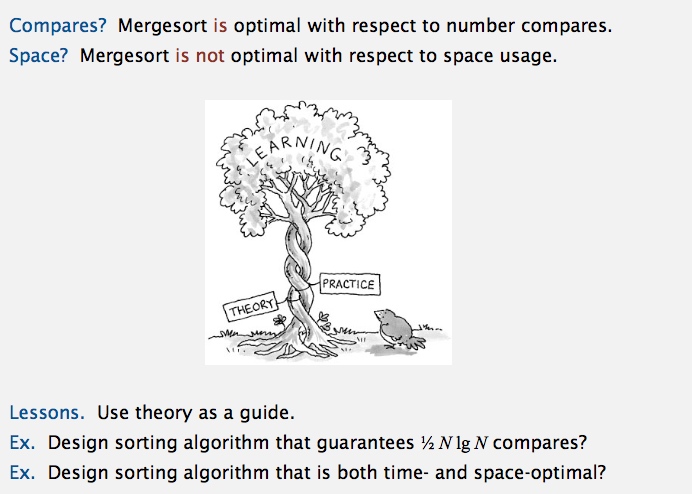 Compares? Mergesort is optimal with respect to number compares.
Space? Mergesort is not optimal with respect to space usage.
LEARNING
PRACTICE
THEORY
Lessons. Use theory as a guide.
Ex. Design sorting algorithm that guarantees ½ N lg N compares?
Ex. Design sorting algorithm that is both time- and space-optimal?